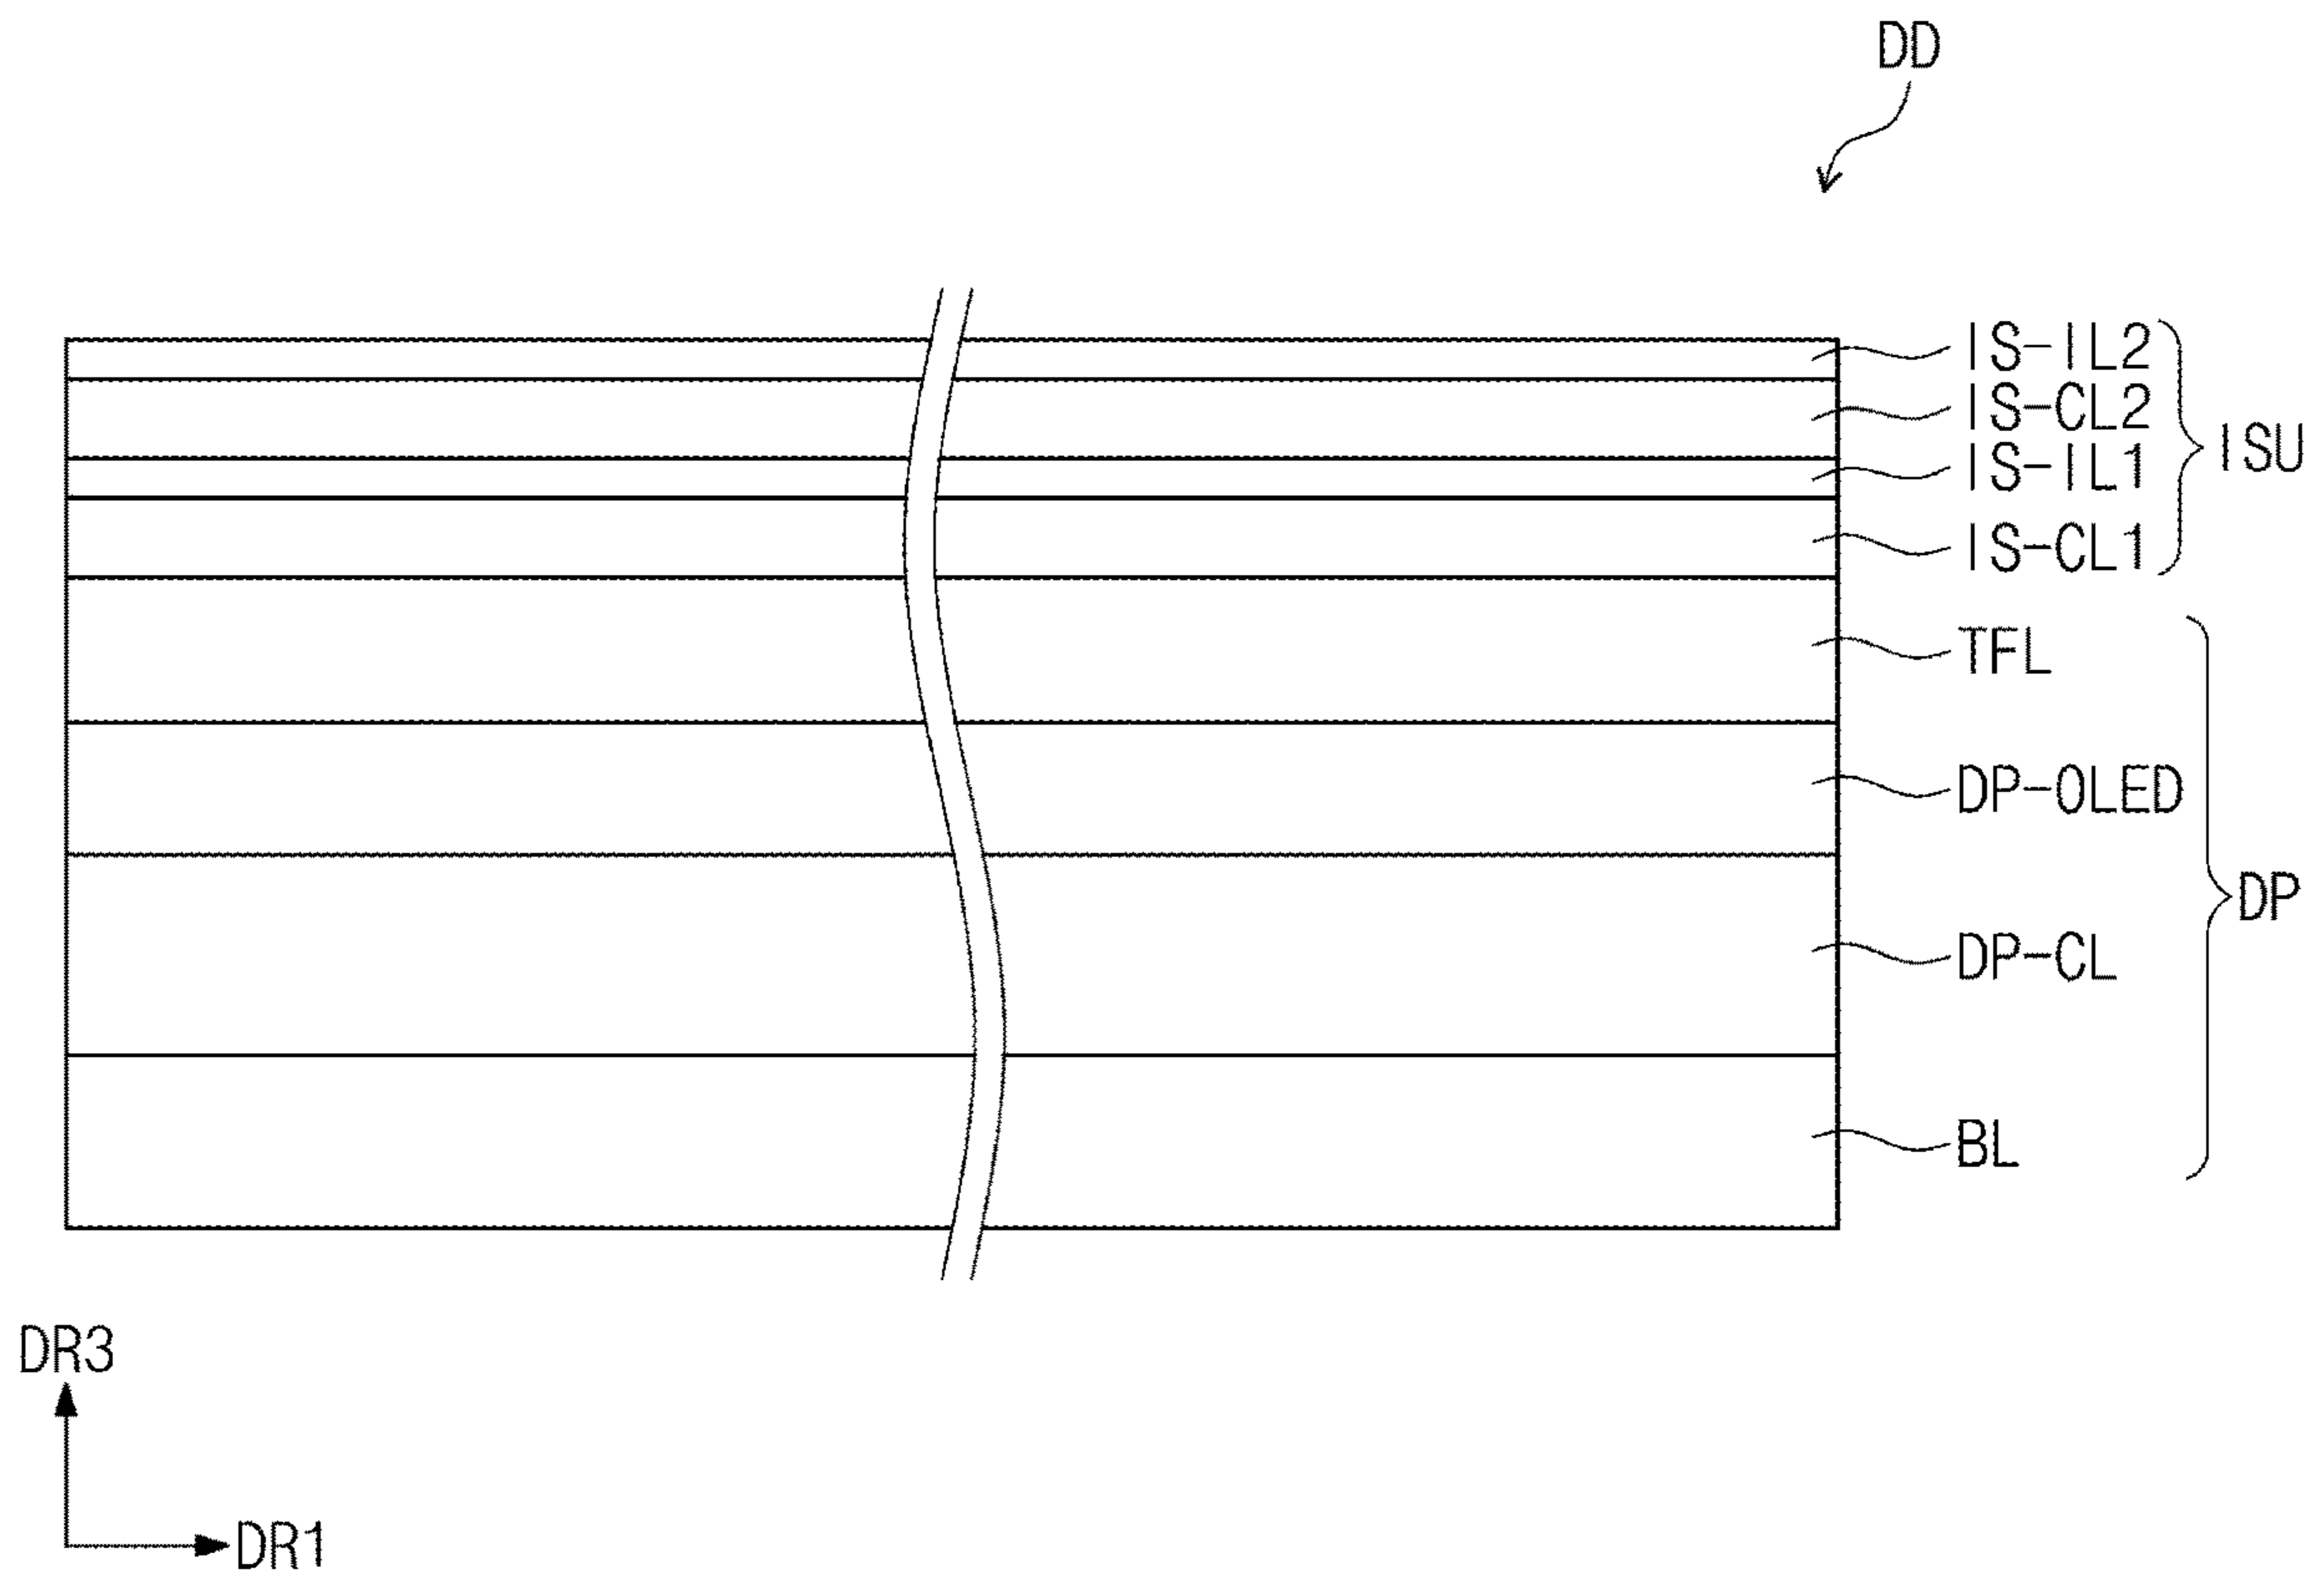 DD
IS-IL2
IS-CL2
IS-IL1
IS-CL1
ISU
TFL
DP-OLED
DP-CL
BL
DP
DR3
DR1